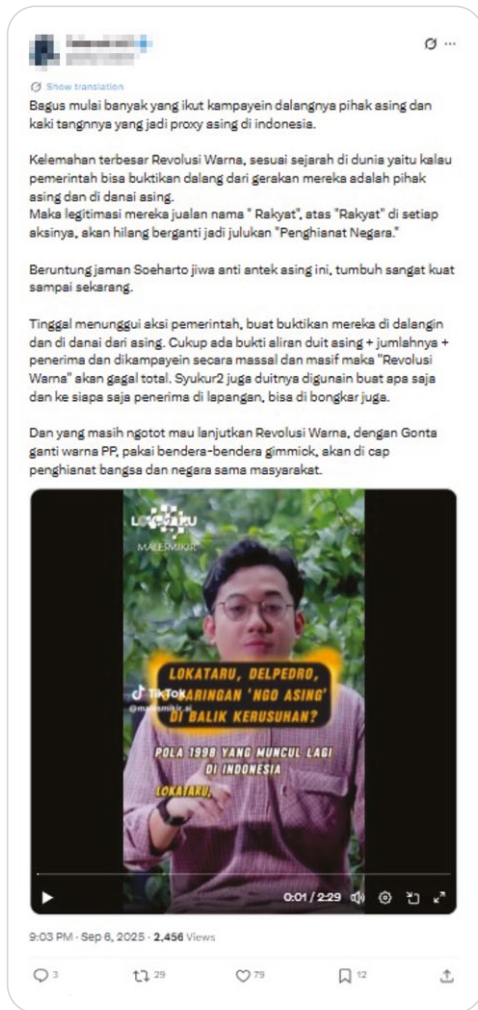 Show translation
Bagus mulai banyak yang ikut kampayein dalangnya pihak asing dan
kaki tangnnya yang jadi proxy asing di indonesia.
Kelemahan terbesar Revolusi Warna, sesuai sejarah di dunia yaitu kalau
pemerintah bisa buktikan dalang dari gerakan mereka adalah pihak
asing dan di danai asing.
Maka legitimasi mereka jualan nama " Rakyat", atas "Rakyat" di setiap
aksinya, akan hilang berganti jadi julukan "Penghianat Negara."
Beruntung jaman Soeharto jiwa anti antek asing ini, tumbuh sangat kuat
sampai sekarang.
Tinggal menunggui aksi pemerintah, buat buktikan mereka di dalangin
dan di danai dari asing. Cukup ada bukti aliran duit asing + jumlahnya +
penerima dan dikampayein secara massal dan masif maka "Revolusi
Warna" akan gagal total. Syukur2 juga duitnya digunain buat apa saja
dan ke siapa saja penerima di lapangan, bisa di bongkar juga.
Dan yang masih ngotot mau lanjutkan Revolusi Warna, dengan Gonta
ganti warna PP, pakai bendera-bendera gimmick, akan di cap
penghianat bangsa dan negara sama masyarakat.
LOKATARU, DELPEDRO,
TikTok
JARINGAN 'NGO ASING'
DI BALIK KERUSUHAN?
POLA 1998 YANG MUNCUL LAGI
DI INDONESIA
LOKATARU,
0:01 / 2:29
9:03 PM · Sep 6, 2025 · 2,456 Views
3 29 79 12